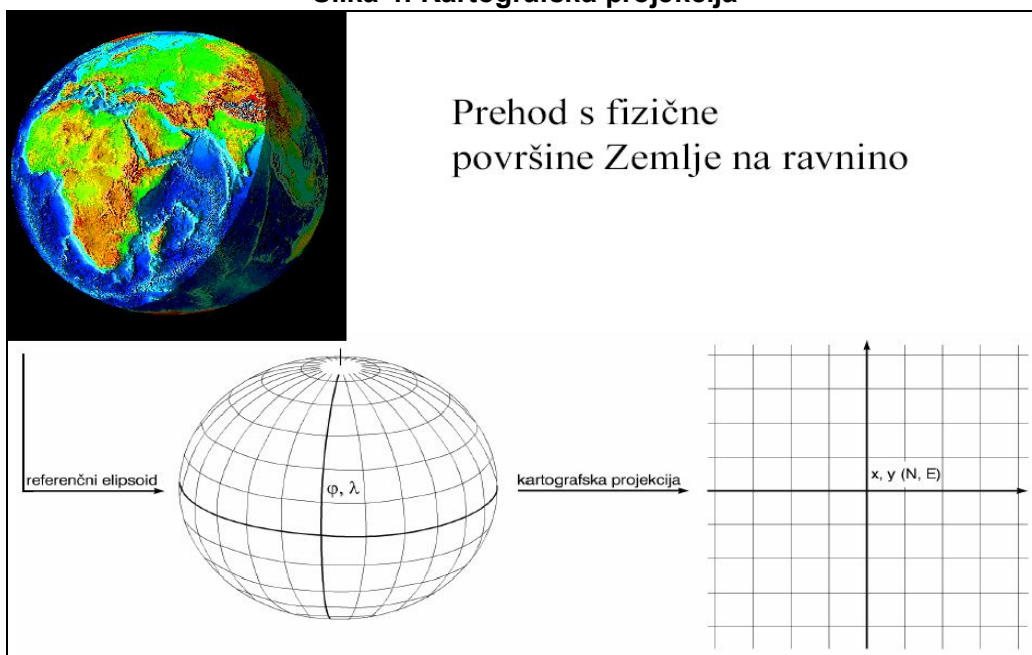 Prehod s fizične
površine Zemlje na ravnino
referenčni elipsoid
φ, λ
kartografska projekcija
x, y (N, E)